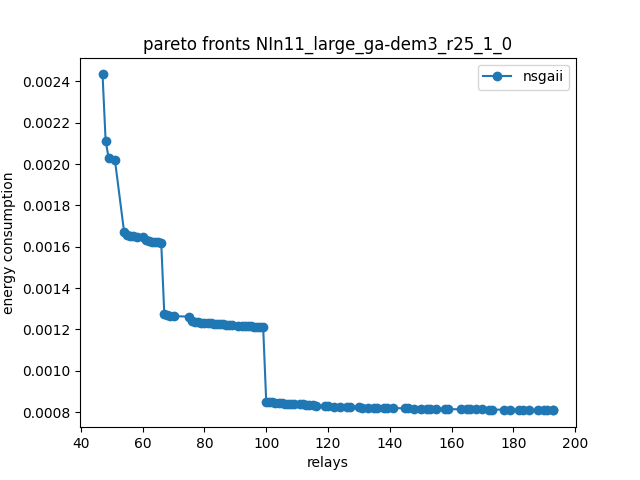 pareto fronts NIn11_large_ga-dem3_r25_1_0
nsgaii
energy consumption
0.0024
0.0022
0.0020
0.0018
0.0016
0.0014
0.0012
0.0010
0.0008
40 60 80 100 120 140 160 180 200
relays